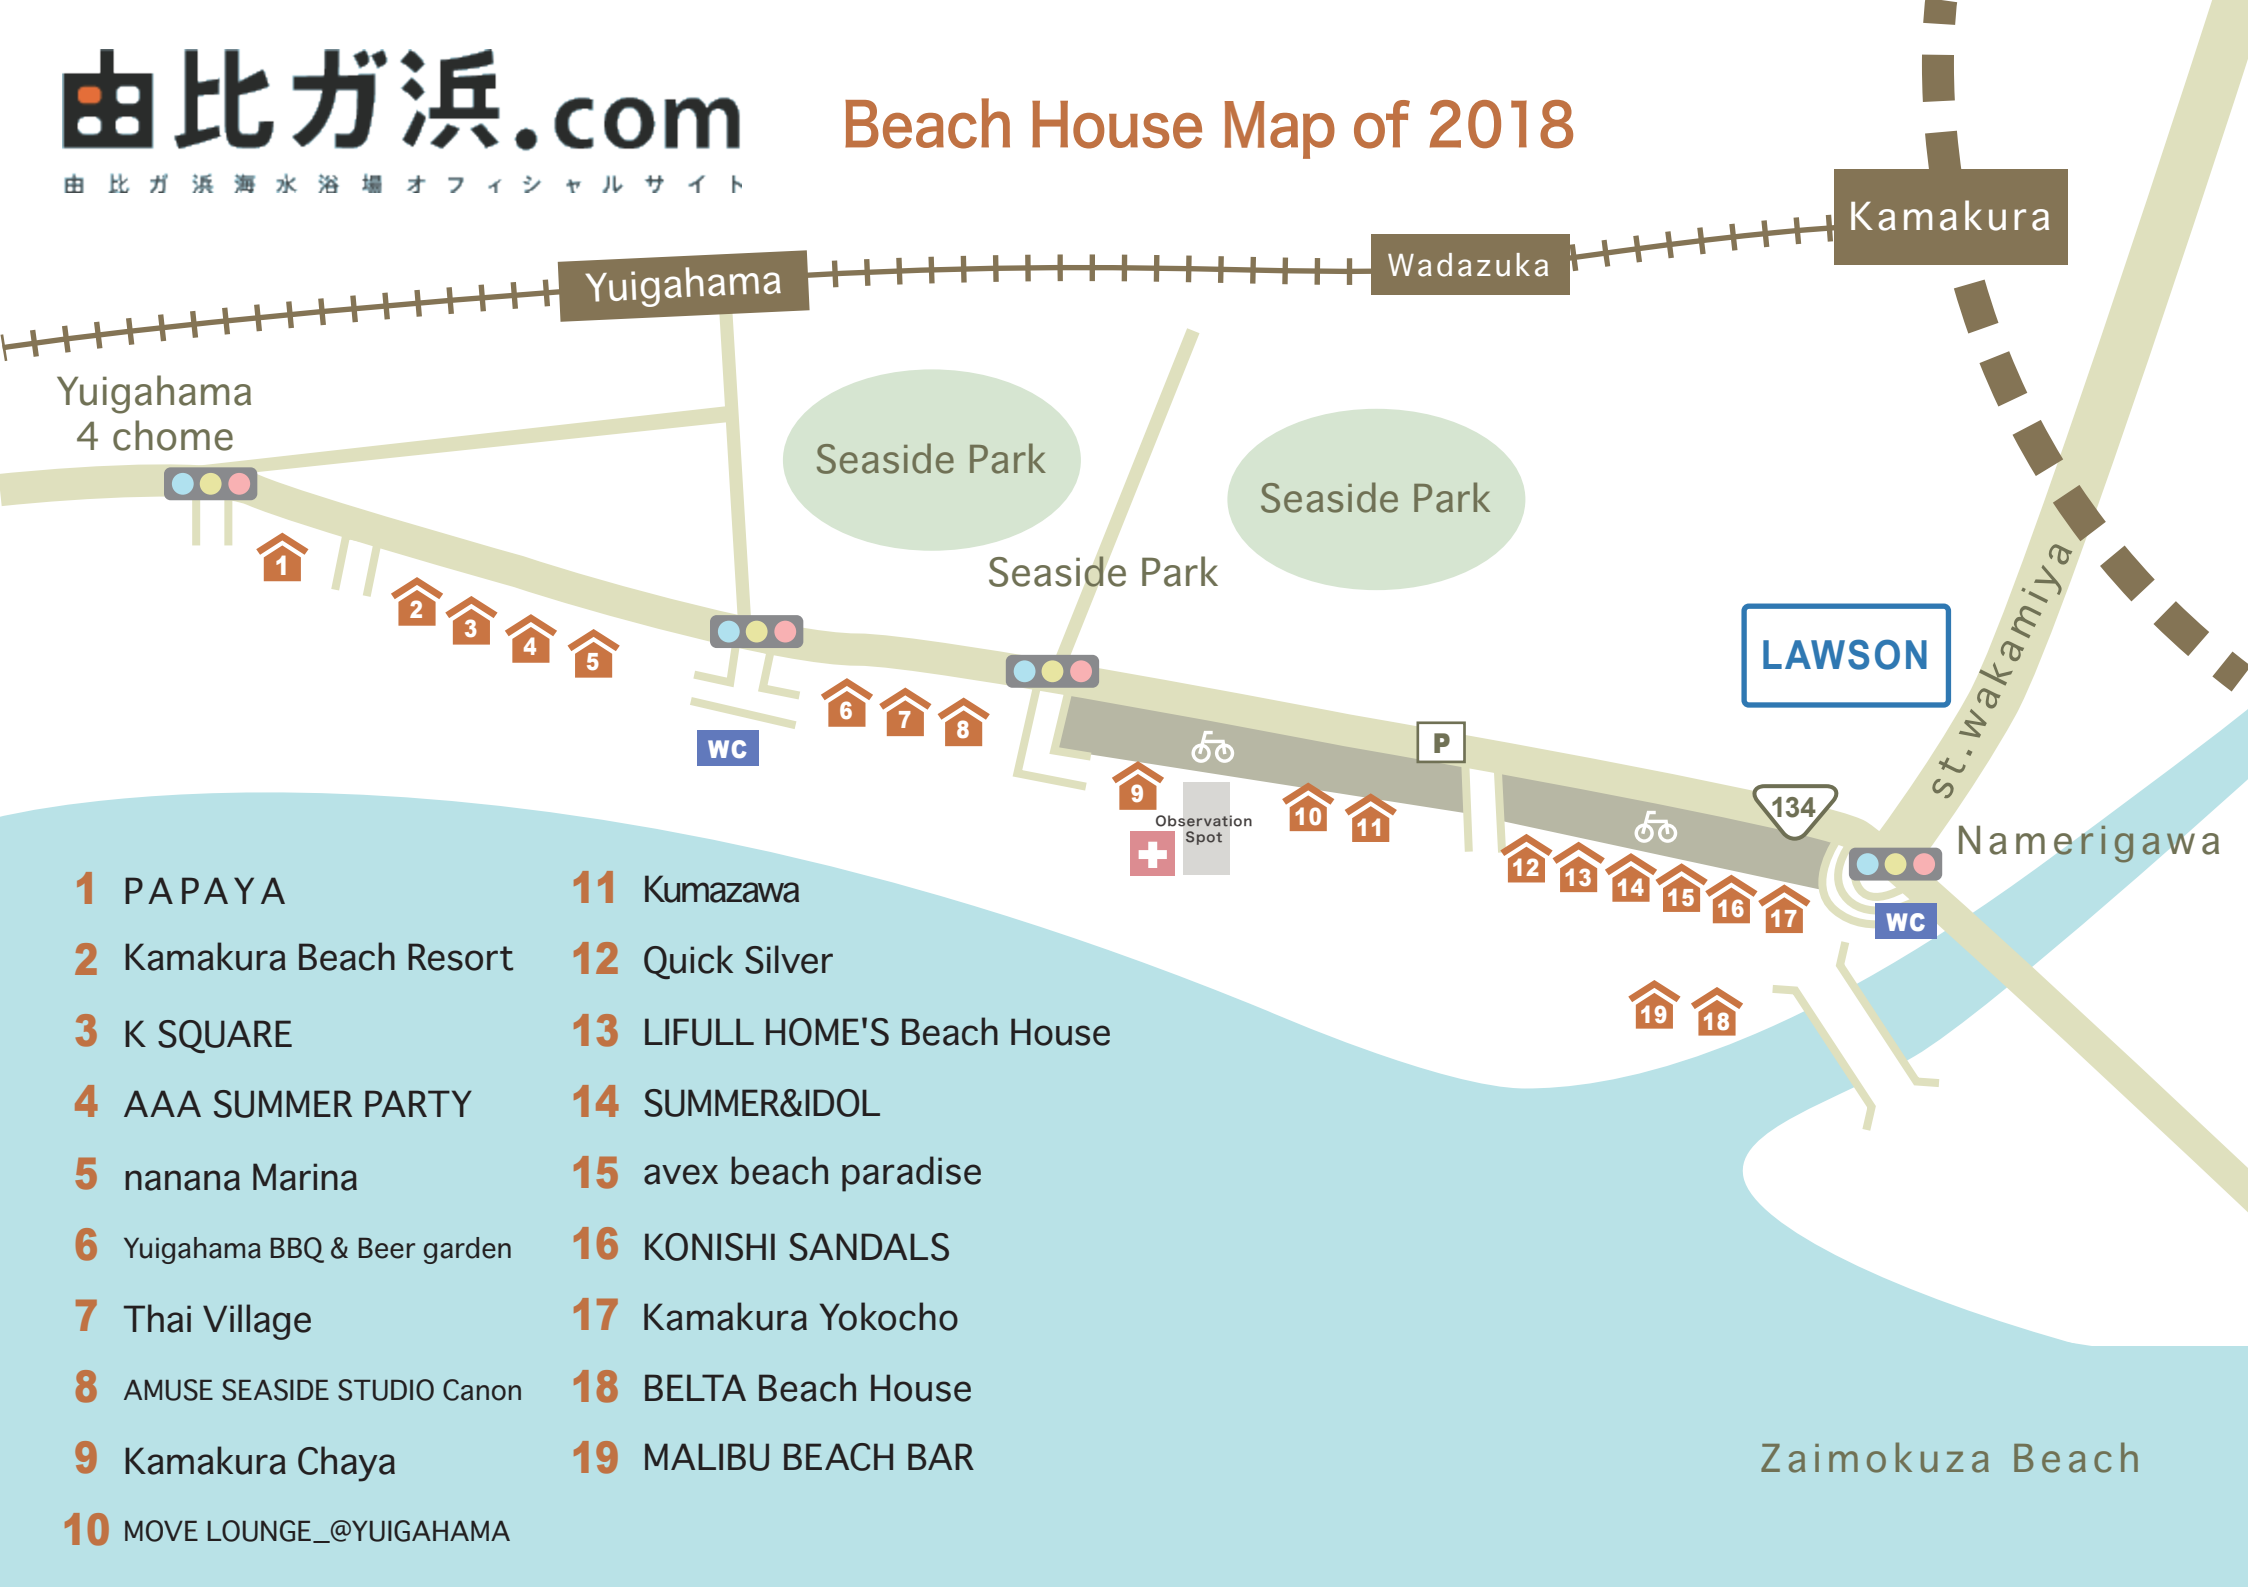 由比ガ浜.com
由比ガ浜海水浴場オフィシャルサイト
Beach House Map of 2018
Kamakura
Wadazuka
Yuigahama
Yuigahama
4 chome
Seaside Park
Seaside Park
Seaside Park
LAWSON
st.wakamiya
Namerigawa
134
P
WC
WC
Observation
Spot
1
2
3
4
5
6
7
8
9
10
11
12
13
14
15
16
17
19
18
1 PAPAYA
2 Kamakura Beach Resort
3 K SQUARE
4 AAA SUMMER PARTY
5 nanana Marina
6 Yuigahama BBQ & Beer garden
7 Thai Village
8 AMUSE SEASIDE STUDIO Canon
9 Kamakura Chaya
10 MOVE LOUNGE_@YUIGAHAMA
11 Kumazawa
12 Quick Silver
13 LIFULL HOME'S Beach House
14 SUMMER&IDOL
15 avex beach paradise
16 KONISHI SANDALS
17 Kamakura Yokocho
18 BELTA Beach House
19 MALIBU BEACH BAR
Zaimokuza Beach